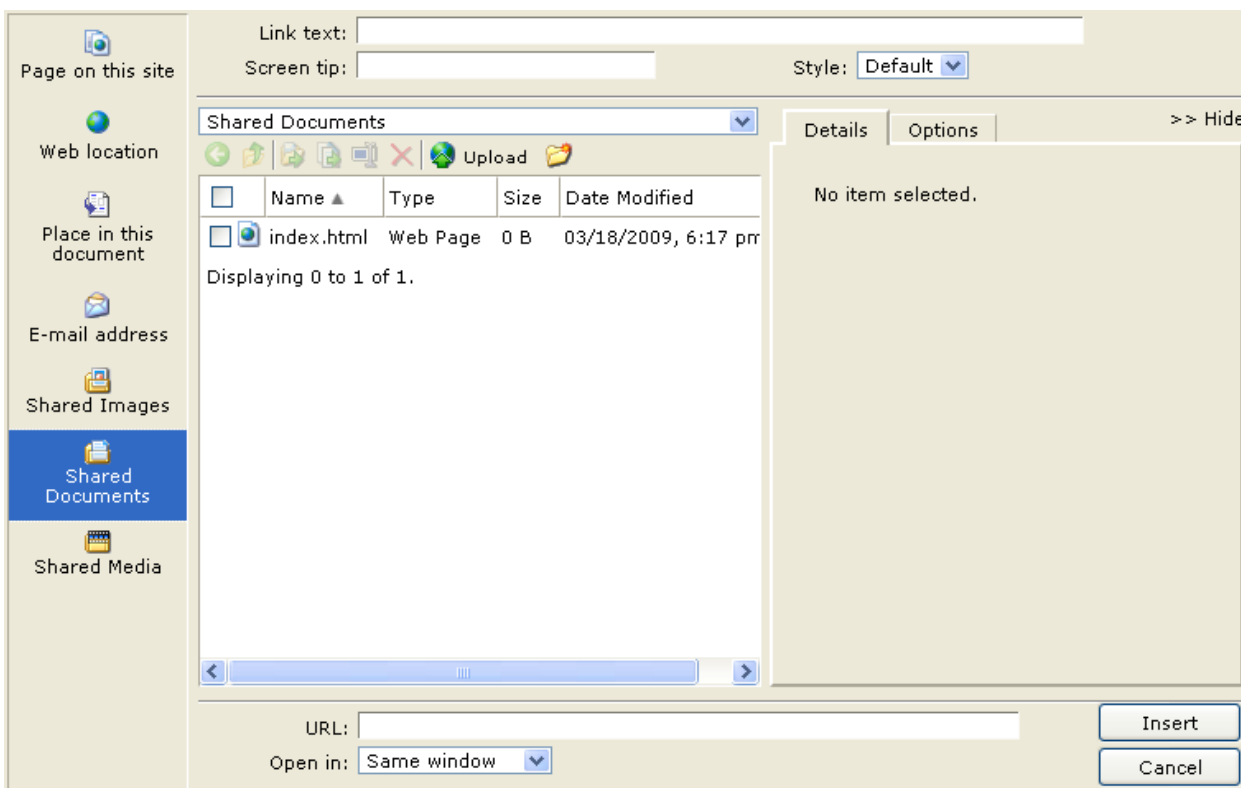 Page on this site
Web location
Place in this
document
E-mail address
Shared Images
Shared
Documents
Shared Media
Link text:
Screen tip:
Style: Default
Shared Documents
Upload
Name Type Size Date Modified
index.html Web Page 0 B 03/18/2009, 6:17 pm
Displaying 0 to 1 of 1.
Details Options >> Hide
No item selected.
URL:
Open in: Same window
Insert
Cancel